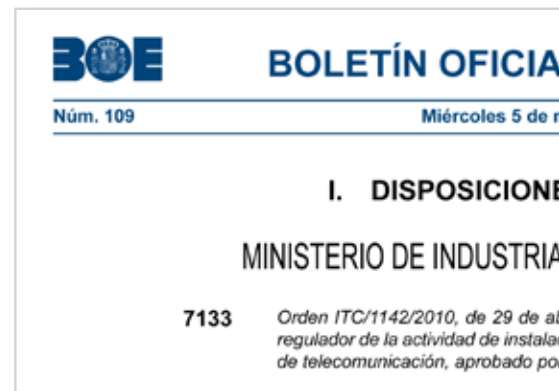 BOE
BOLETÍN OFICIA
Núm. 109
Miércoles 5 de m
I. DISPOSICIONE
MINISTERIO DE INDUSTRIA
7133
Orden ITC/1142/2010, de 29 de ab
regulador de la actividad de instala
de telecomunicación, aprobado po